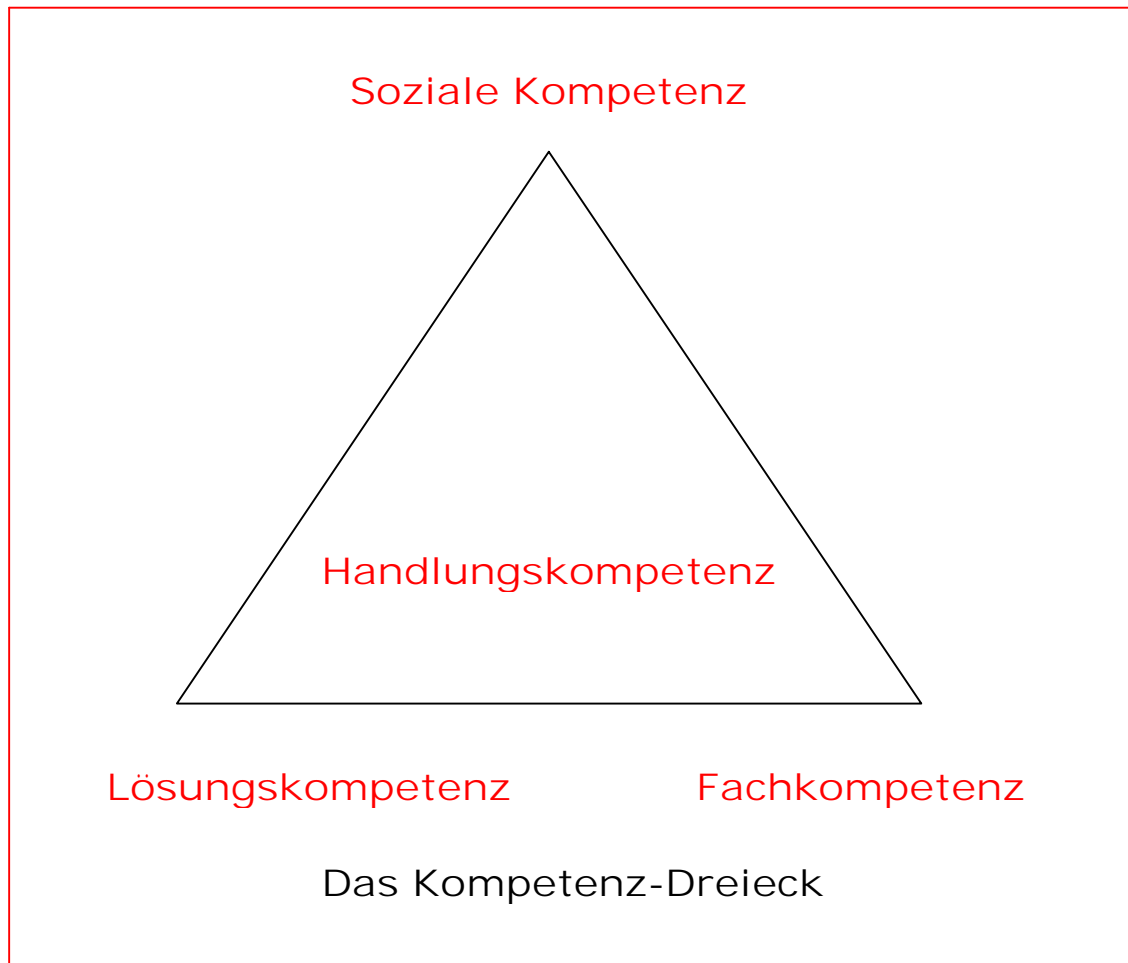 Soziale Kompetenz
Handlungskompetenz
Lösungskompetenz Fachkompetenz
Das Kompetenz-Dreieck